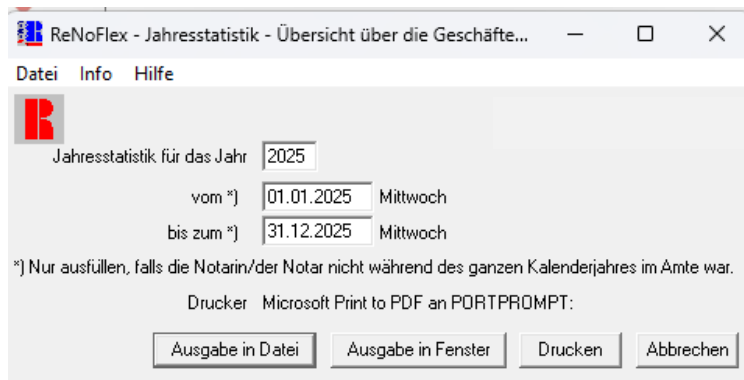 ReNoFlex - Jahresstatistik - Übersicht über die Geschäfte...
Datei Info Hilfe
R
Jahresstatistik für das Jahr 2025
vom *) 01.01.2025 Mittwoch
bis zum *) 31.12.2025 Mittwoch
*) Nur ausfüllen, falls die Notarin/der Notar nicht während des ganzen Kalenderjahres im Amte war.
Drucker Microsoft Print to PDF an PORTPROMPT:
Ausgabe in Datei Ausgabe in Fenster Drucken Abbrechen